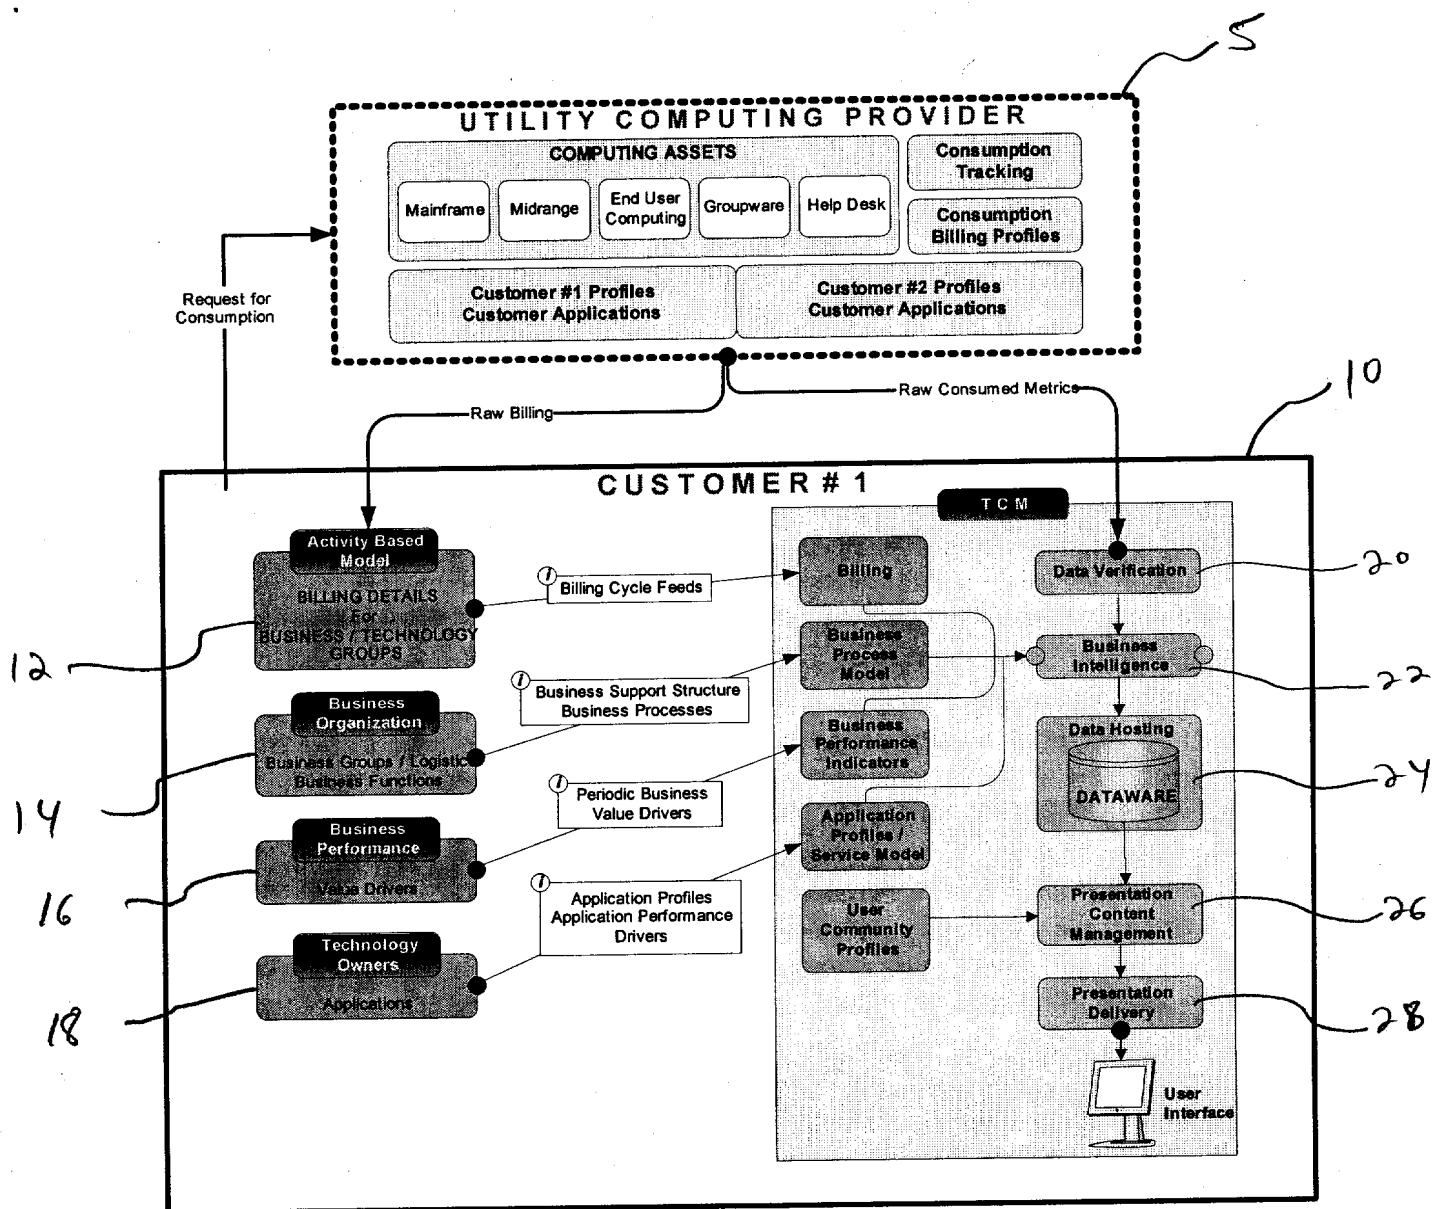 5
UTILITY COMPUTING PROVIDER
COMPUTING ASSETS
Mainframe
Midrange
End User
Computing
Groupware
Help Desk
Consumption
Tracking
Consumption
Billing Profiles
Customer #1 Profiles
Customer Applications
Customer #2 Profiles
Customer Applications
Request for
Consumption
Raw Billing
Raw Consumed Metrics
10
CUSTOMER # 1
Activity Based
Model
BILLING DETAILS
For
BUSINESS / TECHNOLOGY
GROUPS
12
Business
Organization
Business Groups / Logistic
Business Functions
14
Business
Performance
Value Drivers
16
Technology
Owners
Applications
18
i
Billing Cycle Feeds
i
Business Support Structure
Business Processes
i
Periodic Business
Value Drivers
i
Application Profiles
Application Performance
Drivers
TCM
Billing
Business
Process
Model
Business
Performance
Indicators
Application
Profiles /
Service Model
User
Community
Profiles
Data Verification
20
Business
Intelligence
22
Data Hosting
DATAWARE
24
Presentation
Content
Management
26
Presentation
Delivery
28
User
Interface